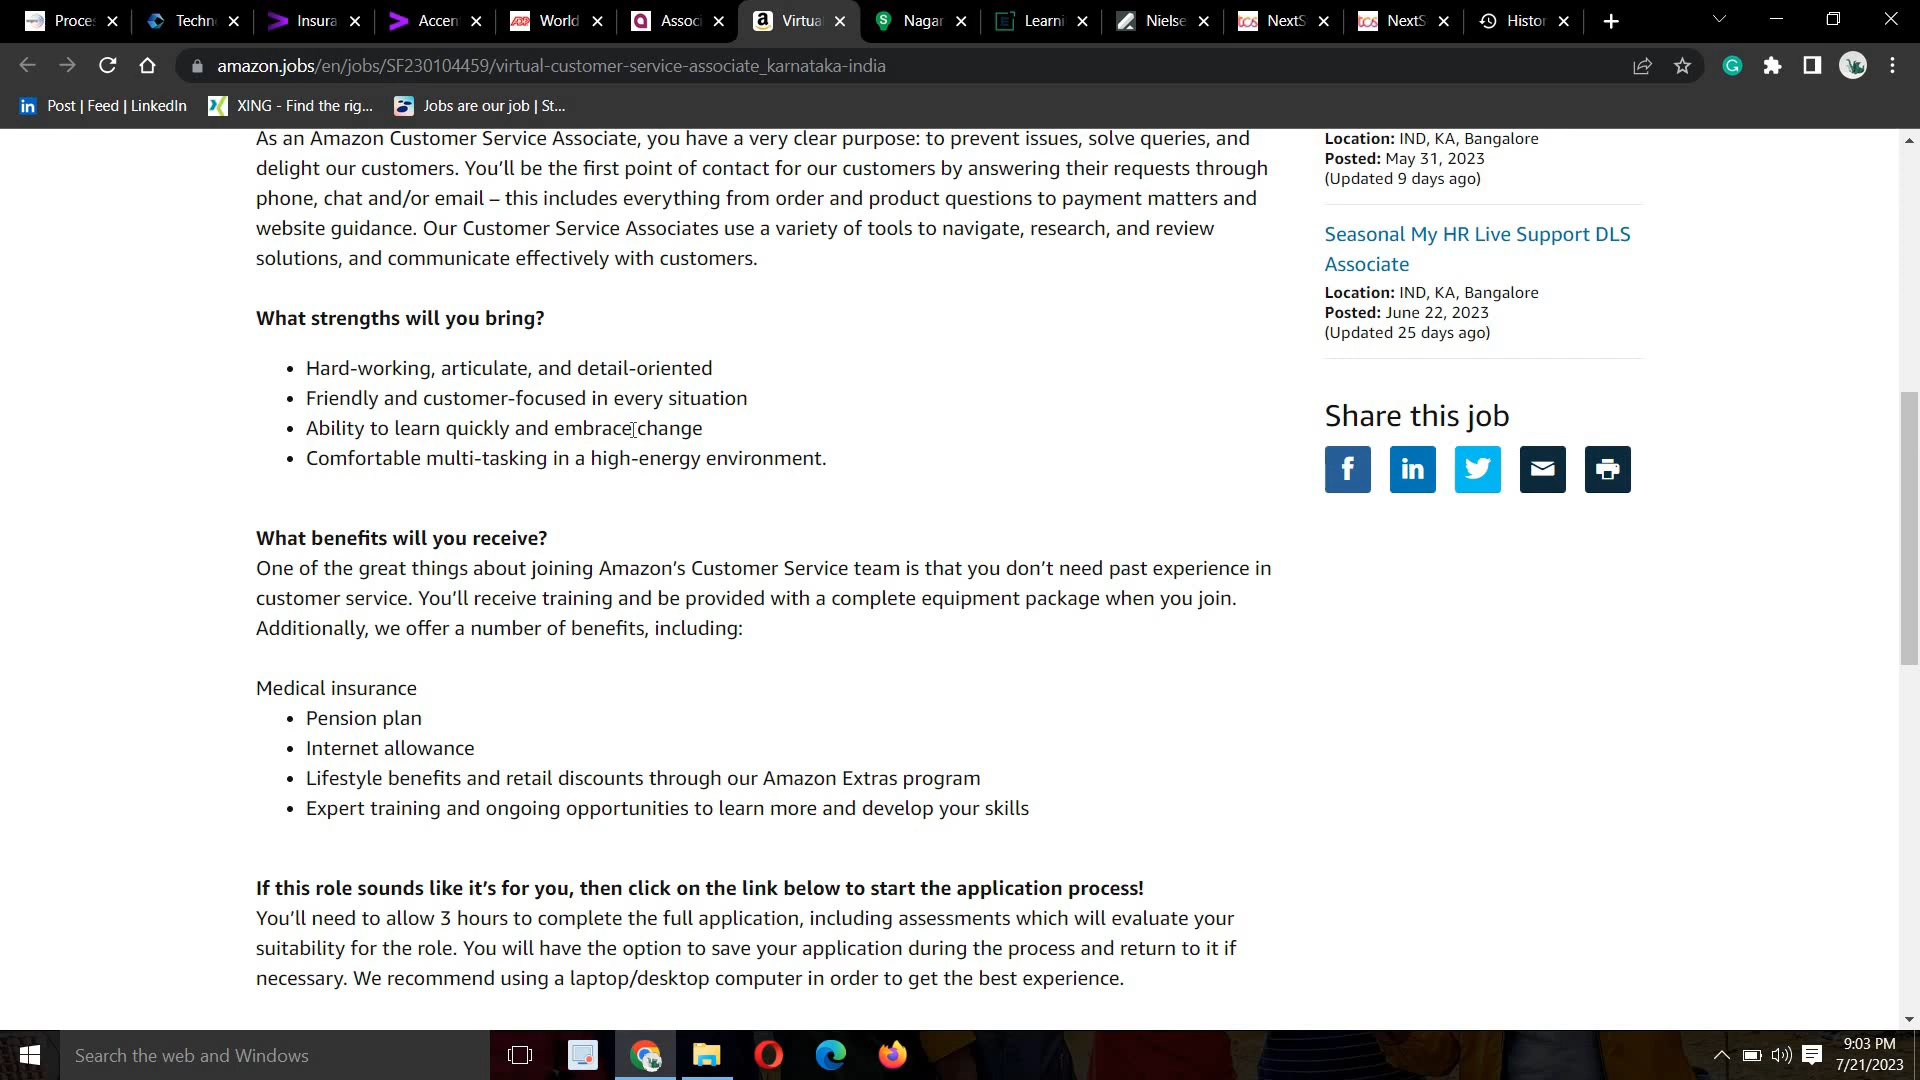 Proces
Techno
Insura
Accen
World
Associ
Virtual
Nagar
Learni
Nielse
NextS
NextS
Histor
amazon.jobs/en/jobs/SF230104459/virtual-customer-service-associate_karnataka-india
Post | Feed | LinkedIn
XING - Find the rig...
Jobs are our job | St...
As an Amazon Customer Service Associate, you have a very clear purpose: to prevent issues, solve queries, and
delight our customers. You’ll be the first point of contact for our customers by answering their requests through
phone, chat and/or email – this includes everything from order and product questions to payment matters and
website guidance. Our Customer Service Associates use a variety of tools to navigate, research, and review
solutions, and communicate effectively with customers.
What strengths will you bring?
• Hard-working, articulate, and detail-oriented
• Friendly and customer-focused in every situation
• Ability to learn quickly and embrace change
• Comfortable multi-tasking in a high-energy environment.
What benefits will you receive?
One of the great things about joining Amazon’s Customer Service team is that you don’t need past experience in
customer service. You’ll receive training and be provided with a complete equipment package when you join.
Additionally, we offer a number of benefits, including:
Medical insurance
• Pension plan
• Internet allowance
• Lifestyle benefits and retail discounts through our Amazon Extras program
• Expert training and ongoing opportunities to learn more and develop your skills
If this role sounds like it’s for you, then click on the link below to start the application process!
You’ll need to allow 3 hours to complete the full application, including assessments which will evaluate your
suitability for the role. You will have the option to save your application during the process and return to it if
necessary. We recommend using a laptop/desktop computer in order to get the best experience.
Location: IND, KA, Bangalore
Posted: May 31, 2023
(Updated 9 days ago)
Seasonal My HR Live Support DLS
Associate
Location: IND, KA, Bangalore
Posted: June 22, 2023
(Updated 25 days ago)
Share this job
Search the web and Windows
9:03 PM
7/21/2023